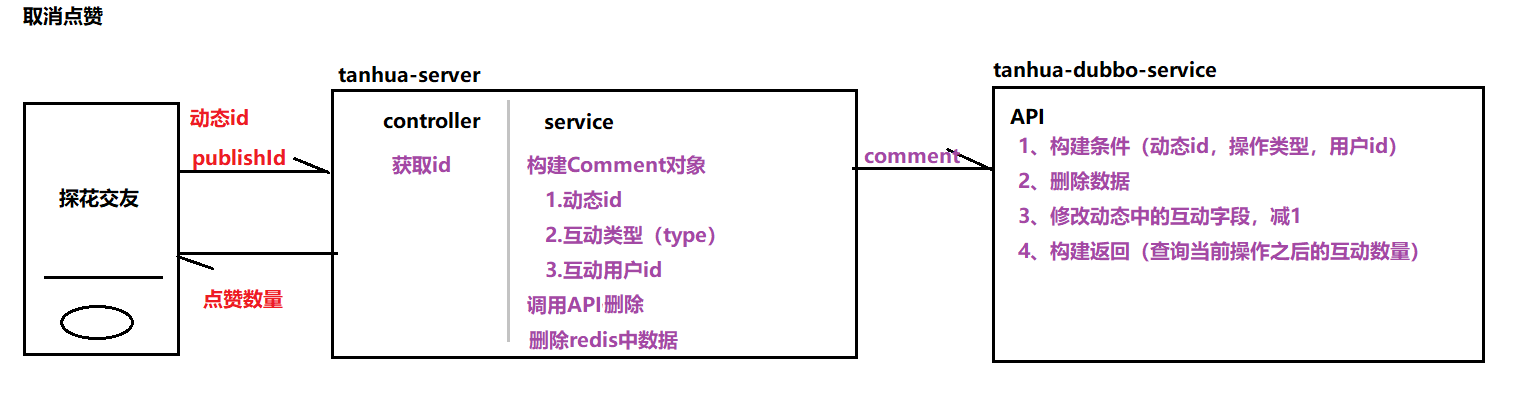 取消点赞
探花交友
动态id
publishId
点赞数量
tanhua-server
controller
获取id
service
构建Comment对象
1.动态id
2.互动类型（type）
3.互动用户id
调用API删除
删除redis中数据
comment
tanhua-dubbo-service
API
1、构建条件（动态id，操作类型，用户id）
2、删除数据
3、修改动态中的互动字段，减1
4、构建返回（查询当前操作之后的互动数量）